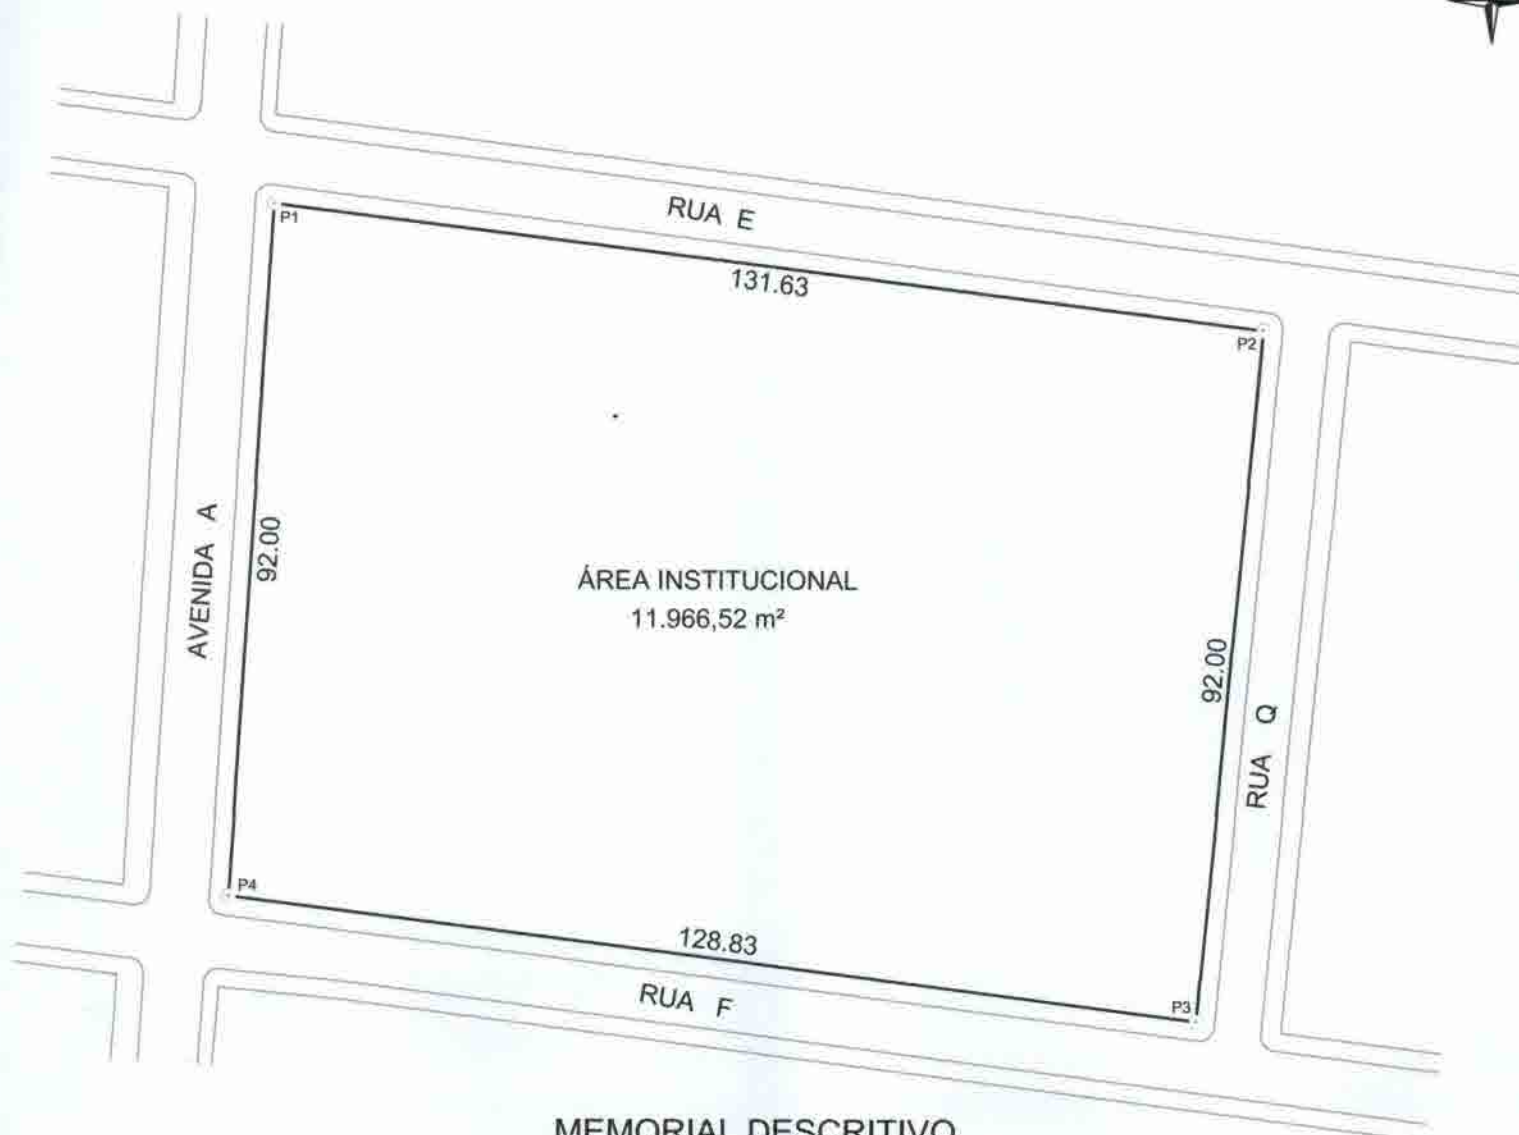 RUA E
P1
131.63
P2
AVENIDA A
92.00
ÁREA INSTITUCIONAL
11.966,52 m²
92.00
RUA Q
P4
128.83
RUA F
P3
MEMORIAL DESCRITIVO